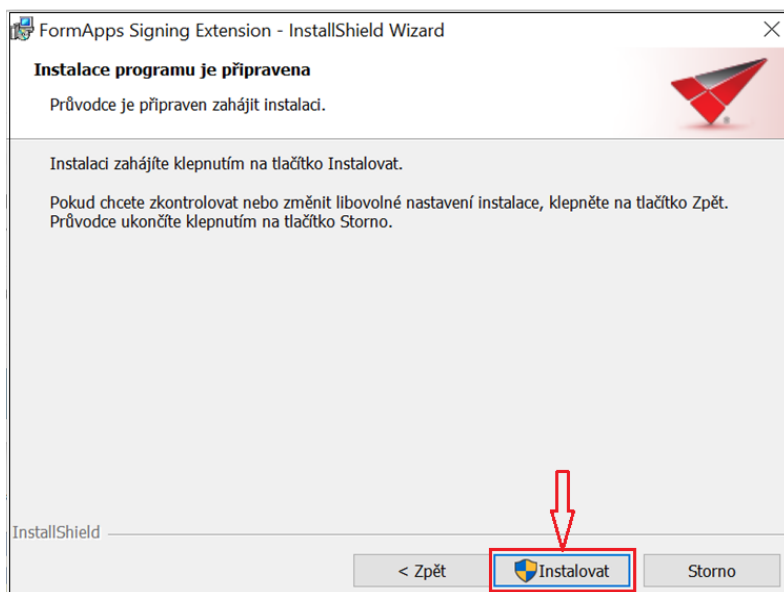 FormApps Signing Extension - InstallShield Wizard
Instalace programu je připravena
Průvodce je připraven zahájit instalaci.
Instalaci zahájíte klepnutím na tlačítko Instalovat.
Pokud chcete zkontrolovat nebo změnit libovolné nastavení instalace, klepněte na tlačítko Zpět.
Průvodce ukončíte klepnutím na tlačítko Storno.
InstallShield
< Zpět
Instalovat
Storno